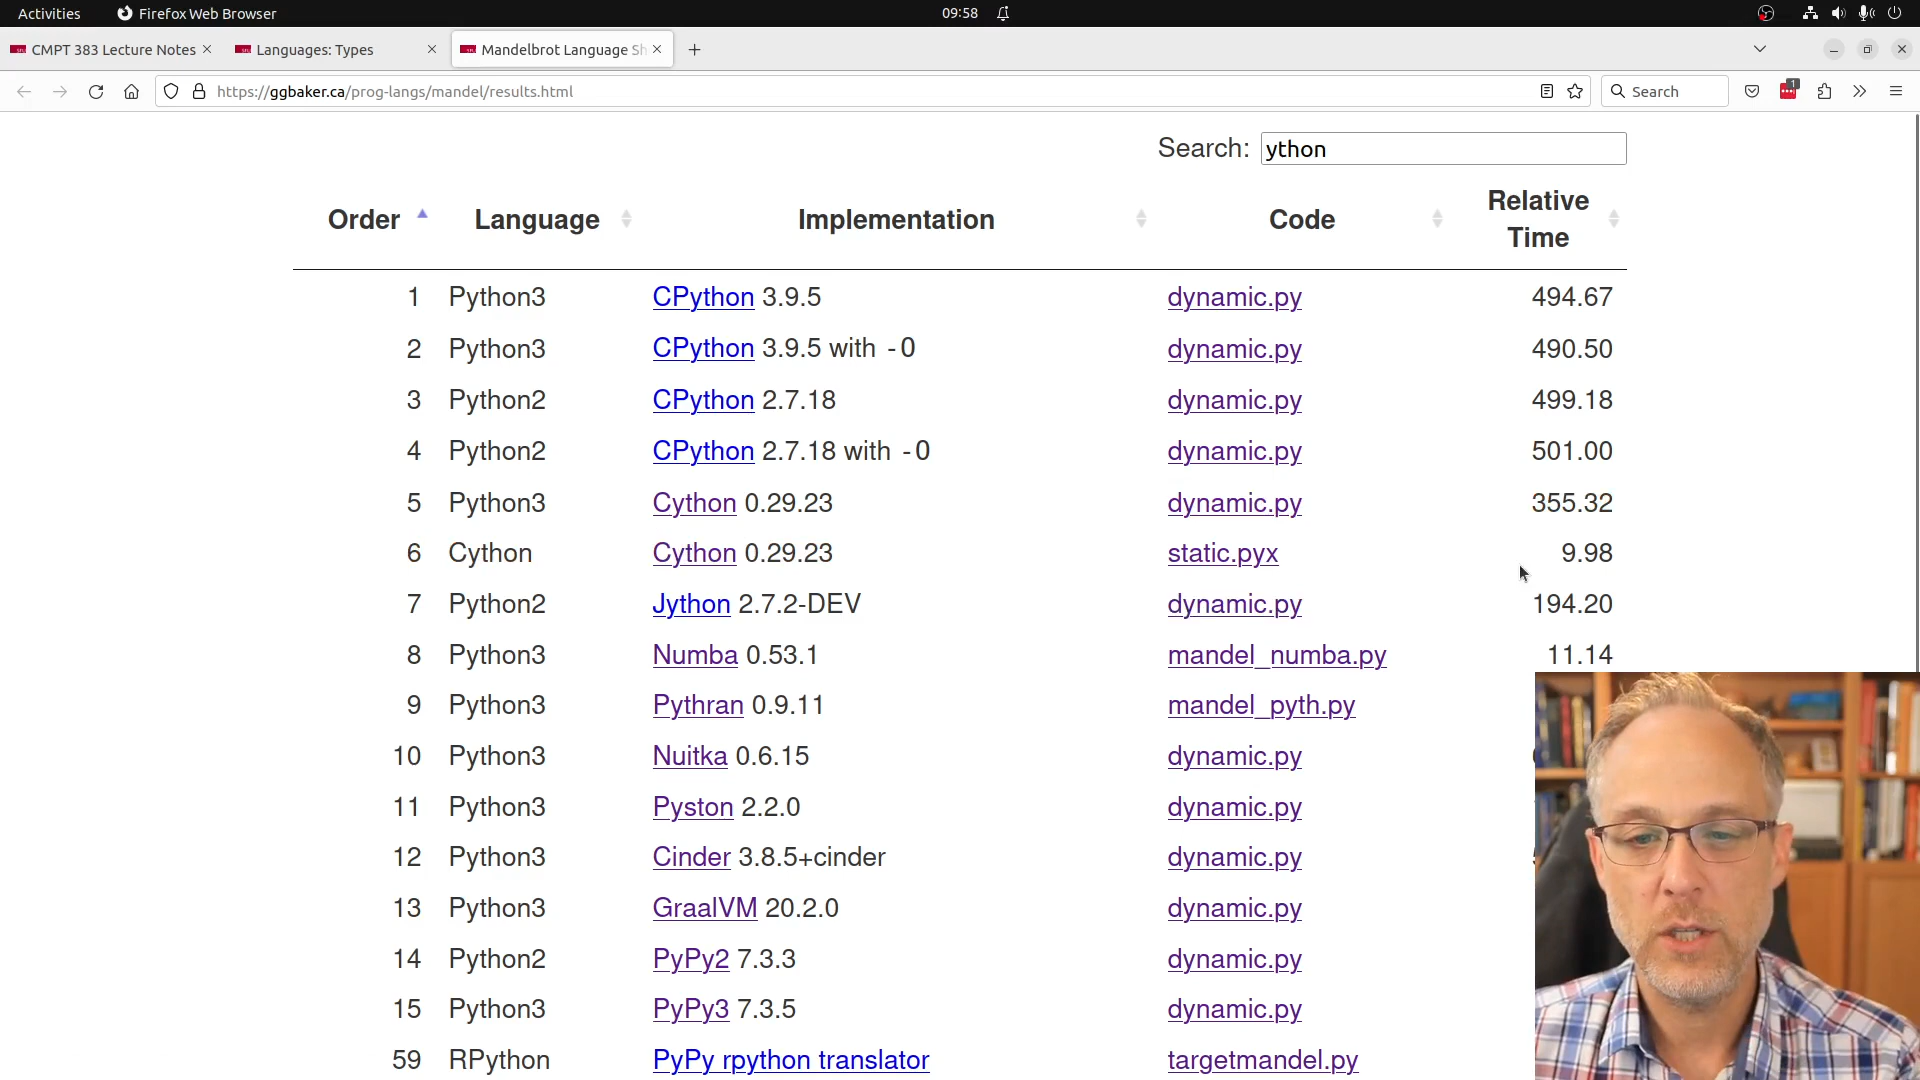 Activities Firefox Web Browser 09:58
CMPT 383 Lecture Notes Languages: Types Mandelbrot Language Sh
https://ggbaker.ca/prog-langs/mandel/results.html Search 1
Search: ython
Order Language Implementation Code Relative Time
1 Python3 CPython 3.9.5 dynamic.py 494.67
2 Python3 CPython 3.9.5 with -O dynamic.py 490.50
3 Python2 CPython 2.7.18 dynamic.py 499.18
4 Python2 CPython 2.7.18 with -O dynamic.py 501.00
5 Python3 Cython 0.29.23 dynamic.py 355.32
6 Cython Cython 0.29.23 static.pyx 9.98
7 Python2 Jython 2.7.2-DEV dynamic.py 194.20
8 Python3 Numba 0.53.1 mandel_numba.py 11.14
9 Python3 Pythran 0.9.11 mandel_pyth.py
10 Python3 Nuitka 0.6.15 dynamic.py
11 Python3 Pyston 2.2.0 dynamic.py
12 Python3 Cinder 3.8.5+cinder dynamic.py
13 Python3 GraalVM 20.2.0 dynamic.py
14 Python2 PyPy2 7.3.3 dynamic.py
15 Python3 PyPy3 7.3.5 dynamic.py
59 RPython PyPy rpython translator targetmandel.py